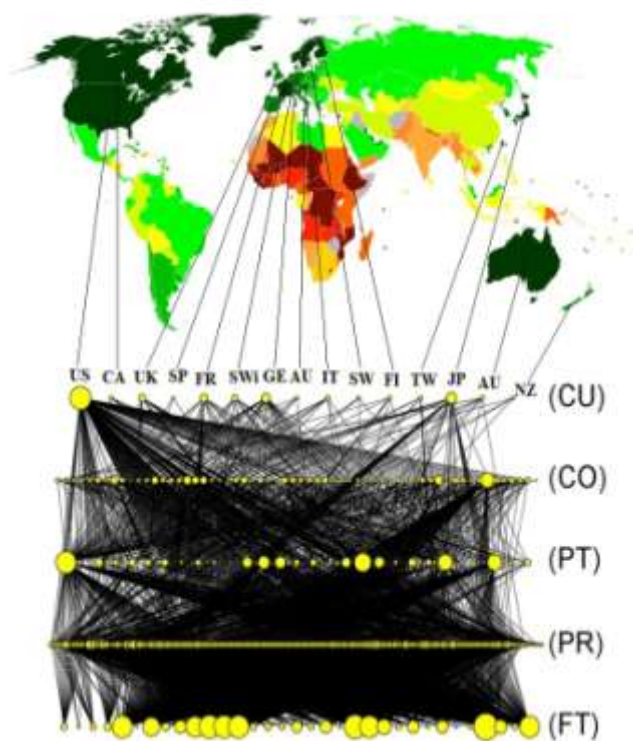 US CA UK SP FR SWi GE AU IT SW FI TW JP AU NZ (CU)
(CO)
(PT)
(PR)
(FT)